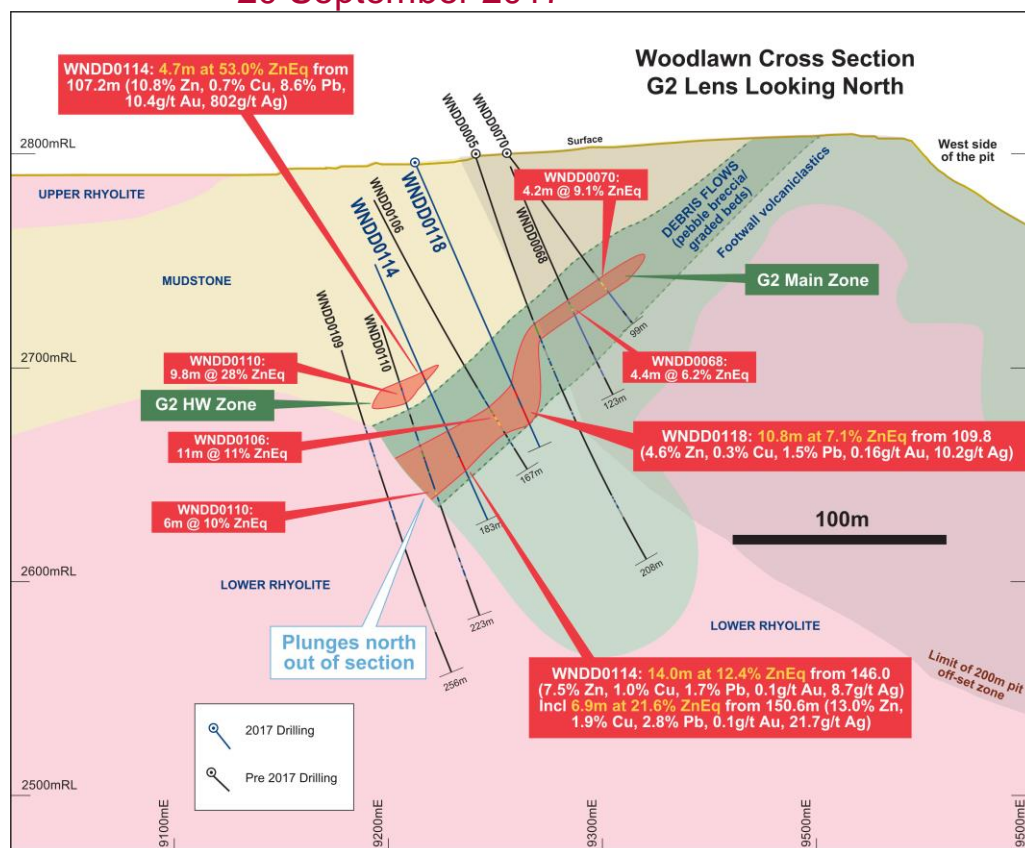 September 2017
Woodlawn Cross Section
G2 Lens Looking North
WNDD0114: 4.7m at 53.0% ZnEq from
107.2m (10.8% Zn, 0.7% Cu, 8.6% Pb,
10.4g/t Au, 802g/t Ag)
2800mRL
UPPER RHYOLITE
MUDSTONE
WNDD0005
WNDD0070
Surface
West side
of the pit
WNDD0070:
4.2m @ 9.1% ZnEq
WNDD0106
WNDD0118
WNDD0114
WNDD0068
DEBRIS FLOWS
(pebble breccia/
graded beds)
Footwall volcaniclastics
G2 Main Zone
WNDD0109
WNDD0110
99m
2700mRL
WNDD0110:
9.8m @ 28% ZnEq
WNDD0068:
4.4m @ 6.2% ZnEq
G2 HW Zone
123m
WNDD0106:
11m @ 11% ZnEq
WNDD0118: 10.8m at 7.1% ZnEq from 109.8
(4.6% Zn, 0.3% Cu, 1.5% Pb, 0.16g/t Au, 10.2g/t Ag)
167m
WNDD0110:
6m @ 10% ZnEq
183m
100m
208m
2600mRL
LOWER RHYOLITE
223m
LOWER RHYOLITE
Plunges north
out of section
256m
WNDD0114: 14.0m at 12.4% ZnEq from 146.0
(7.5% Zn, 1.0% Cu, 1.7% Pb, 0.1g/t Au, 8.7g/t Ag)
Incl 6.9m at 21.6% ZnEq from 150.6m (13.0% Zn,
1.9% Cu, 2.8% Pb, 0.1g/t Au, 21.7g/t Ag)
Limit of 200m pit
off-set zone
2017 Drilling
Pre 2017 Drilling
2500mRL
9100mE
9200mE
9300mE
9500mE
9500mE